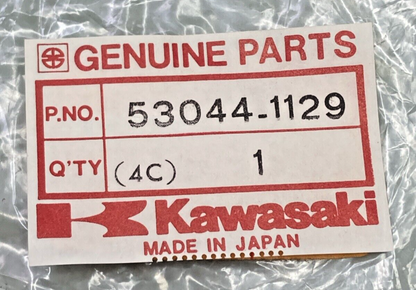 GENUINE PARTS
P.NO. 53044-1129
Q'TY (4C) 1
Kawasaki
MADE IN JAPAN